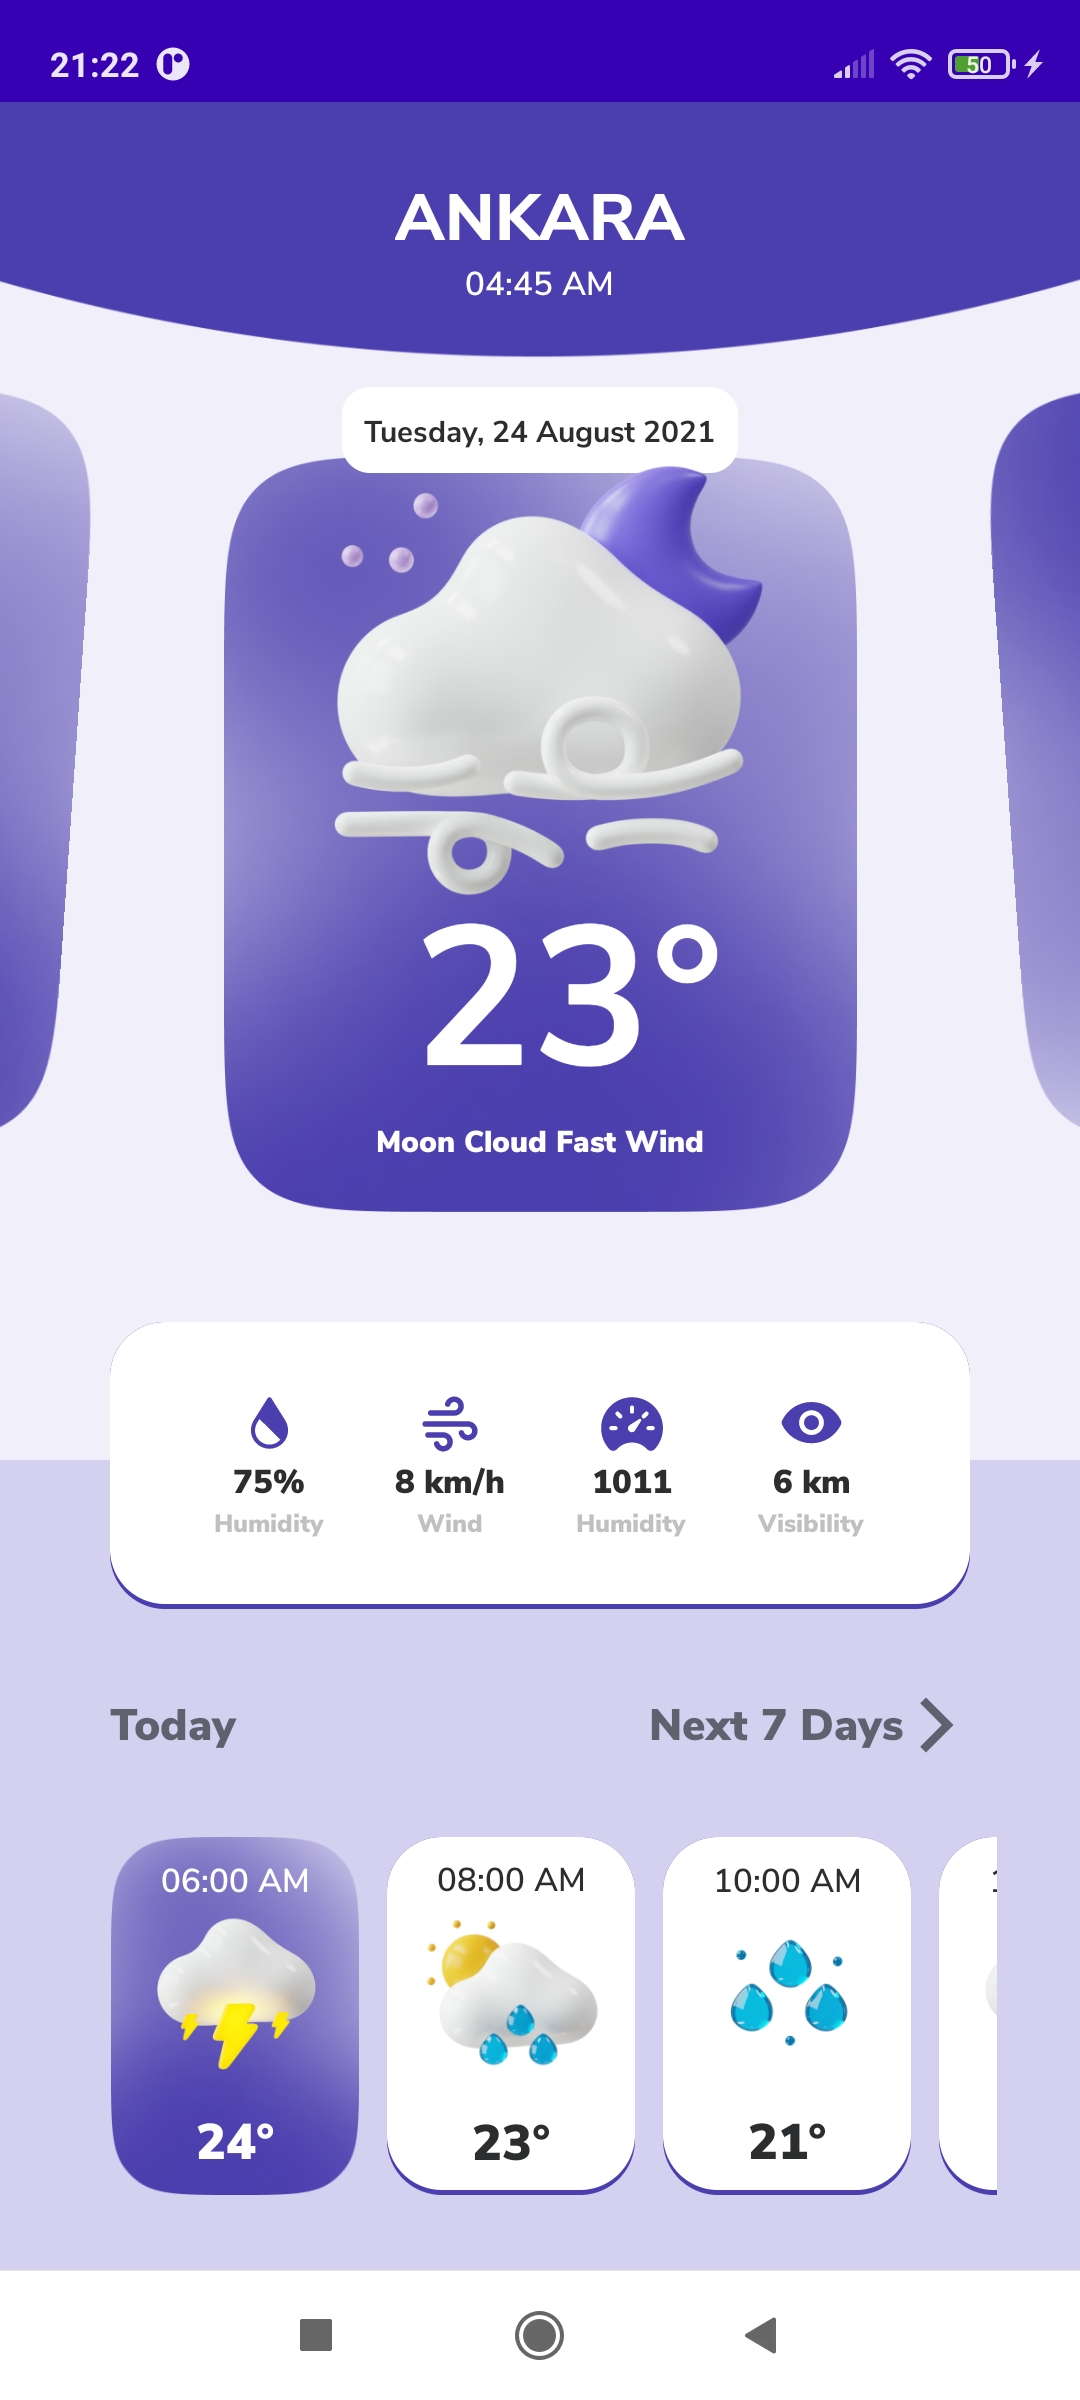 21:22
50
ANKARA
04:45 AM
Tuesday, 24 August 2021
23°
Moon Cloud Fast Wind
75% 8 km/h 1011 6 km
Humidity Wind Humidity Visibility
Today Next 7 Days
06:00 AM 08:00 AM 10:00 AM
24° 23° 21°